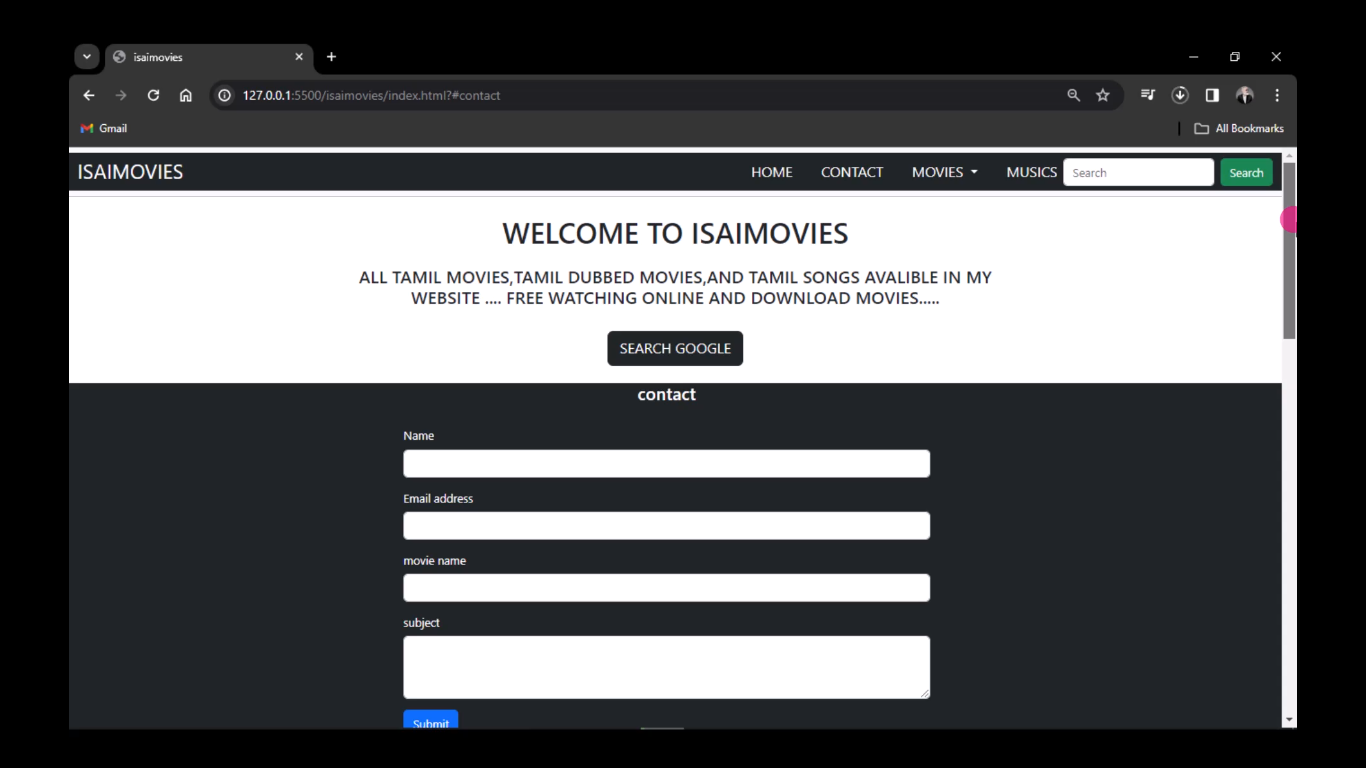 isaimovies
127.0.0.1:5500/isaimovies/index.html?#contact
Gmail
All Bookmarks
ISAIMOVIES
HOME
CONTACT
MOVIES
MUSICS
Search
Search
WELCOME TO ISAIMOVIES
ALL TAMIL MOVIES,TAMIL DUBBED MOVIES,AND TAMIL SONGS AVALIBLE IN MY
WEBSITE .... FREE WATCHING ONLINE AND DOWNLOAD MOVIES.....
SEARCH GOOGLE
contact
Name
Email address
movie name
subject
Submit